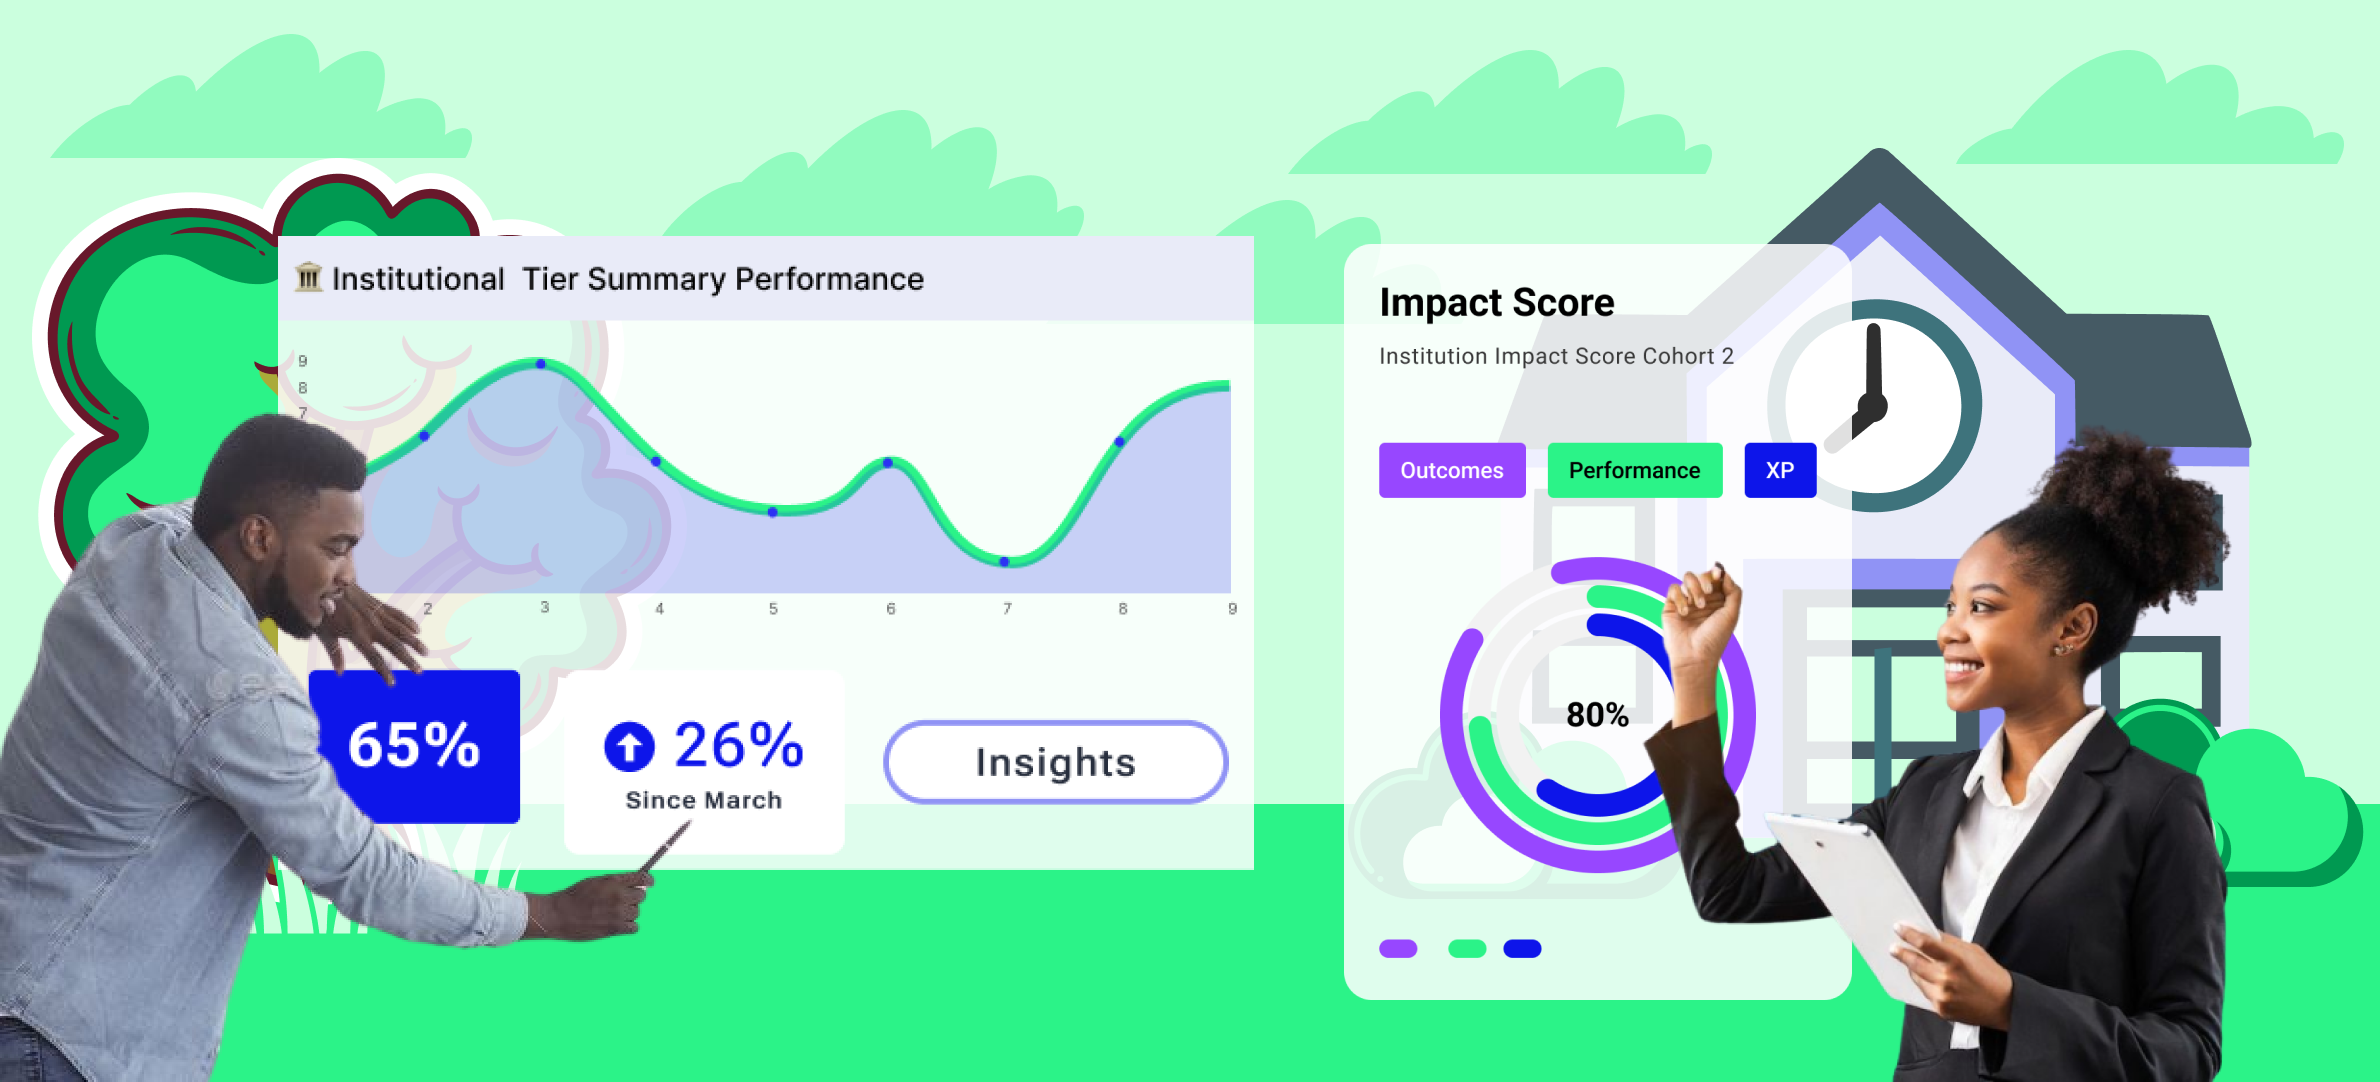 Institutional Tier Summary Performance
9
8
7
2 3 4 5 6 7 8 9
65%
26%
Since March
Insights
Impact Score
Institution Impact Score Cohort 2
Outcomes Performance XP
80%